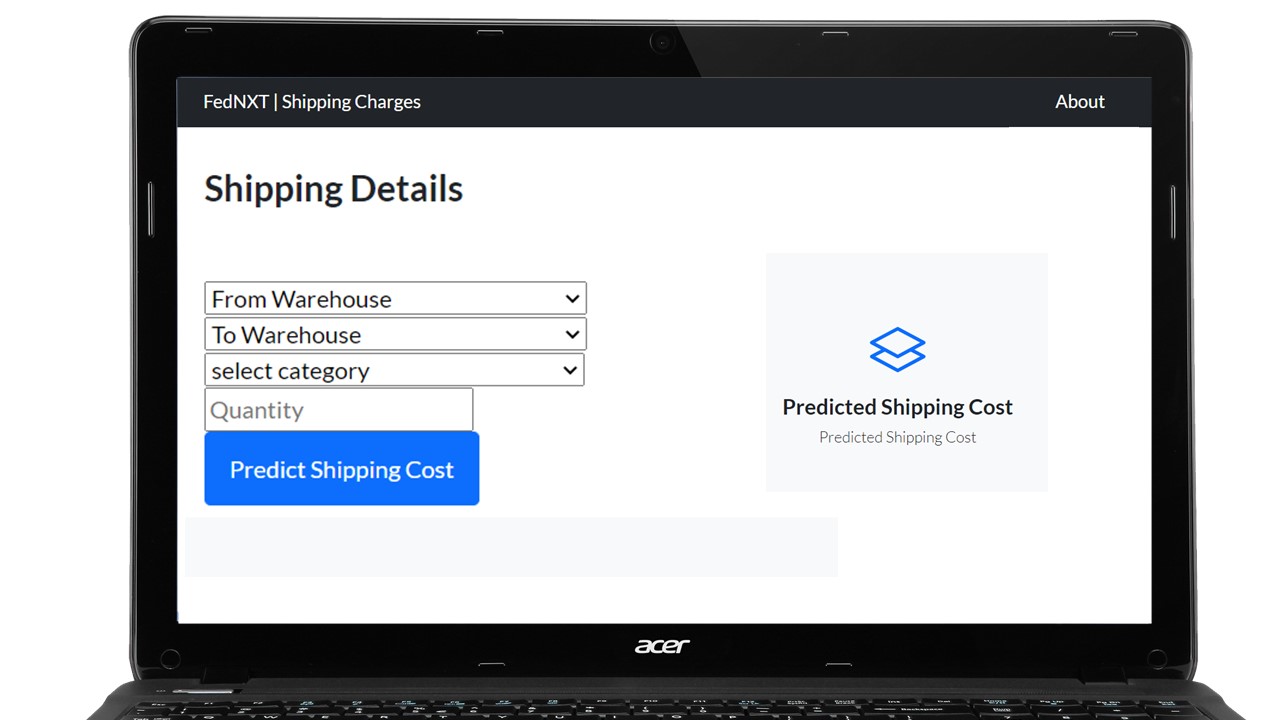 FedNXT | Shipping Charges
About
Shipping Details
From Warehouse
To Warehouse
select category
Quantity
Predict Shipping Cost
Predicted Shipping Cost
Predicted Shipping Cost
acer